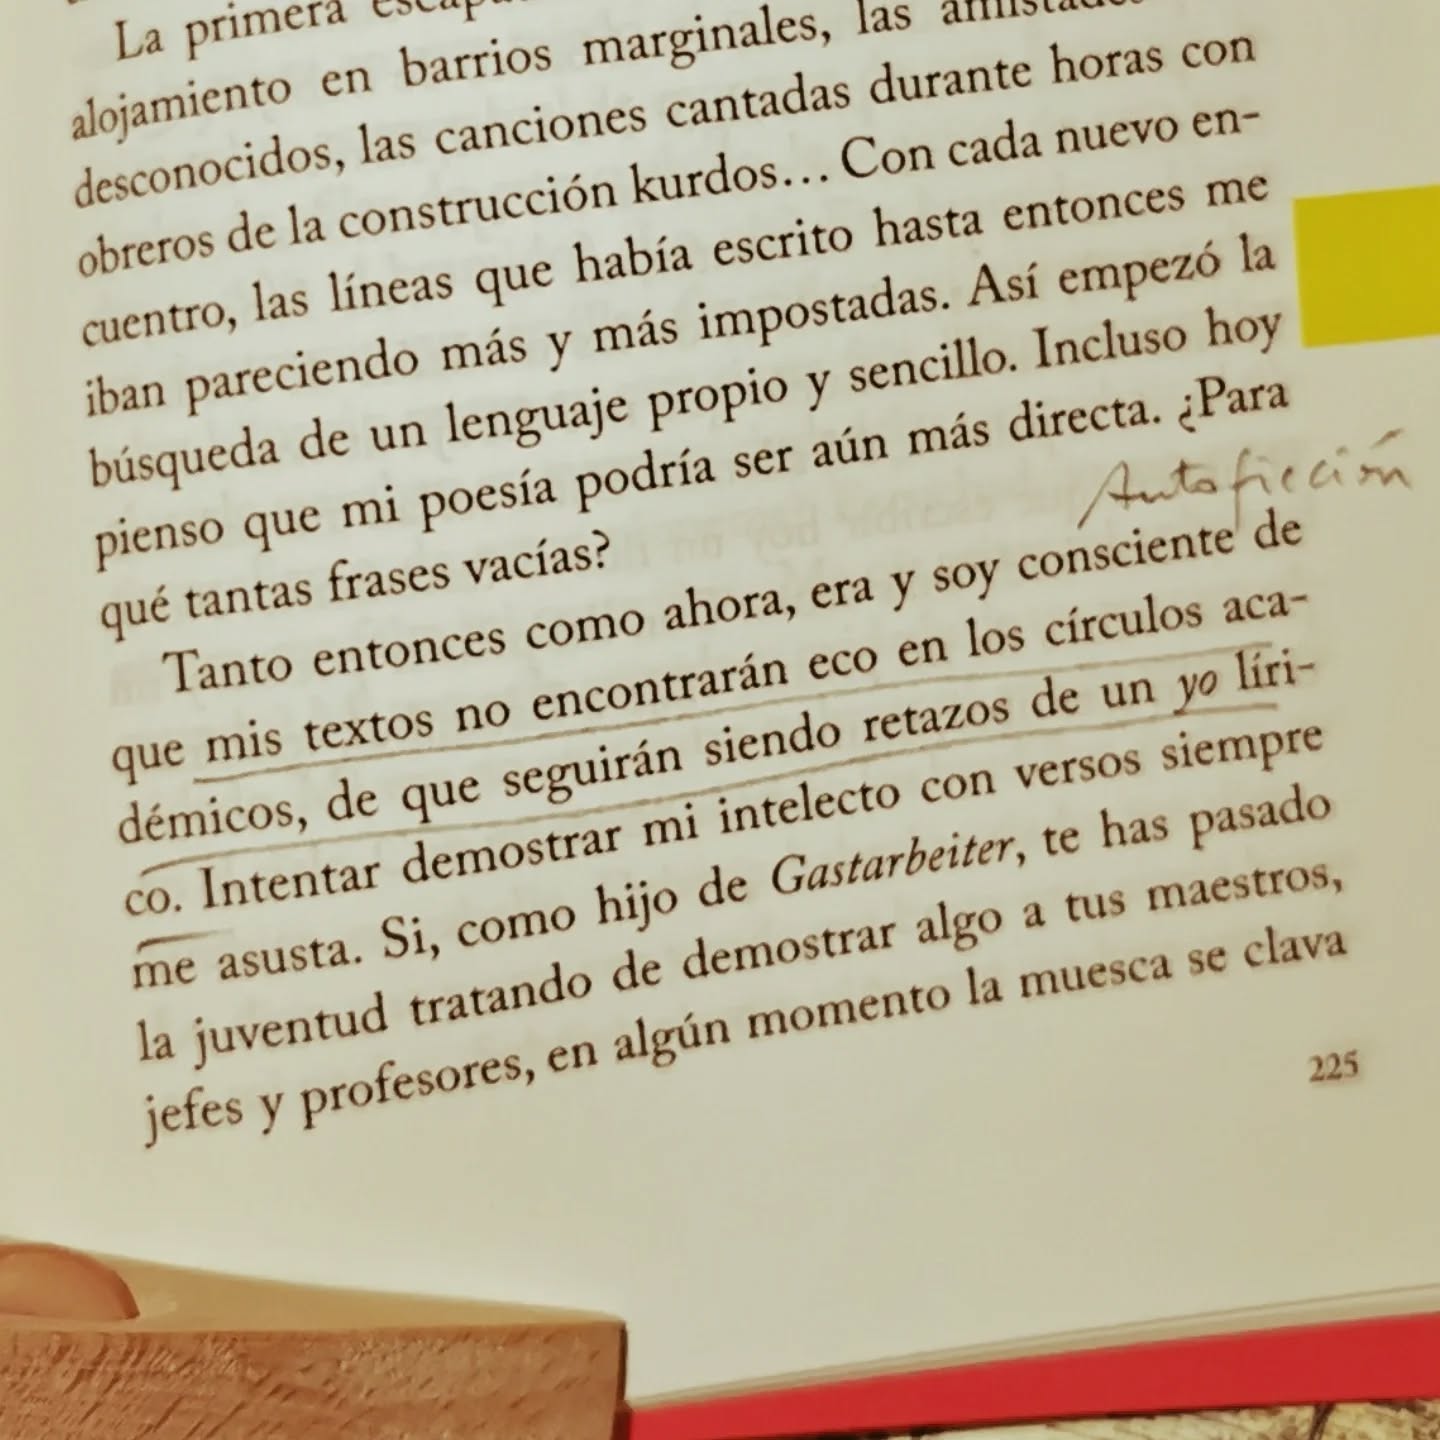 La primera
alojamiento en barrios marginales, las
desconocidos, las canciones cantadas durante horas con
obreros de la construcción kurdos... Con cada nuevo en-
cuentro, las líneas que había escrito hasta entonces me
iban pareciendo más y más impostadas. Así empezó la
búsqueda de un lenguaje propio y sencillo. Incluso hoy
pienso que mi poesía podría ser aún más directa. ¿Para
qué tantas frases vacías?
Autoficción
Tanto entonces como ahora, era y soy consciente de
que mis textos no encontrarán eco en los círculos aca-
démicos, de que seguirán siendo retazos de un yo líri-
co. Intentar demostrar mi intelecto con versos siempre
me asusta. Si, como hijo de Gastarbeiter, te has pasado
la juventud tratando de demostrar algo a tus maestros,
jefes y profesores, en algún momento la muesca se clava
225